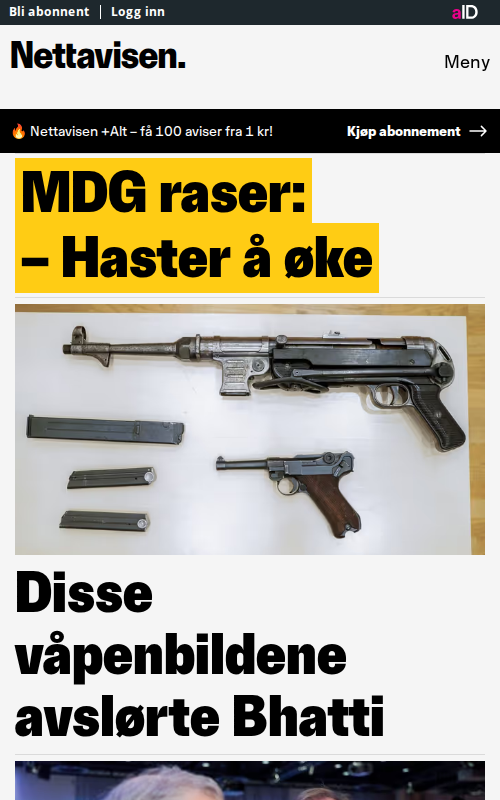 Bli abonnent | Logg inn
aID
Nettavisen.
Meny
🔥 Nettavisen +Alt – få 100 aviser fra 1 kr!
Kjøp abonnement →
MDG raser:
– Haster å øke
Disse
våpenbildene
avslørte Bhatti